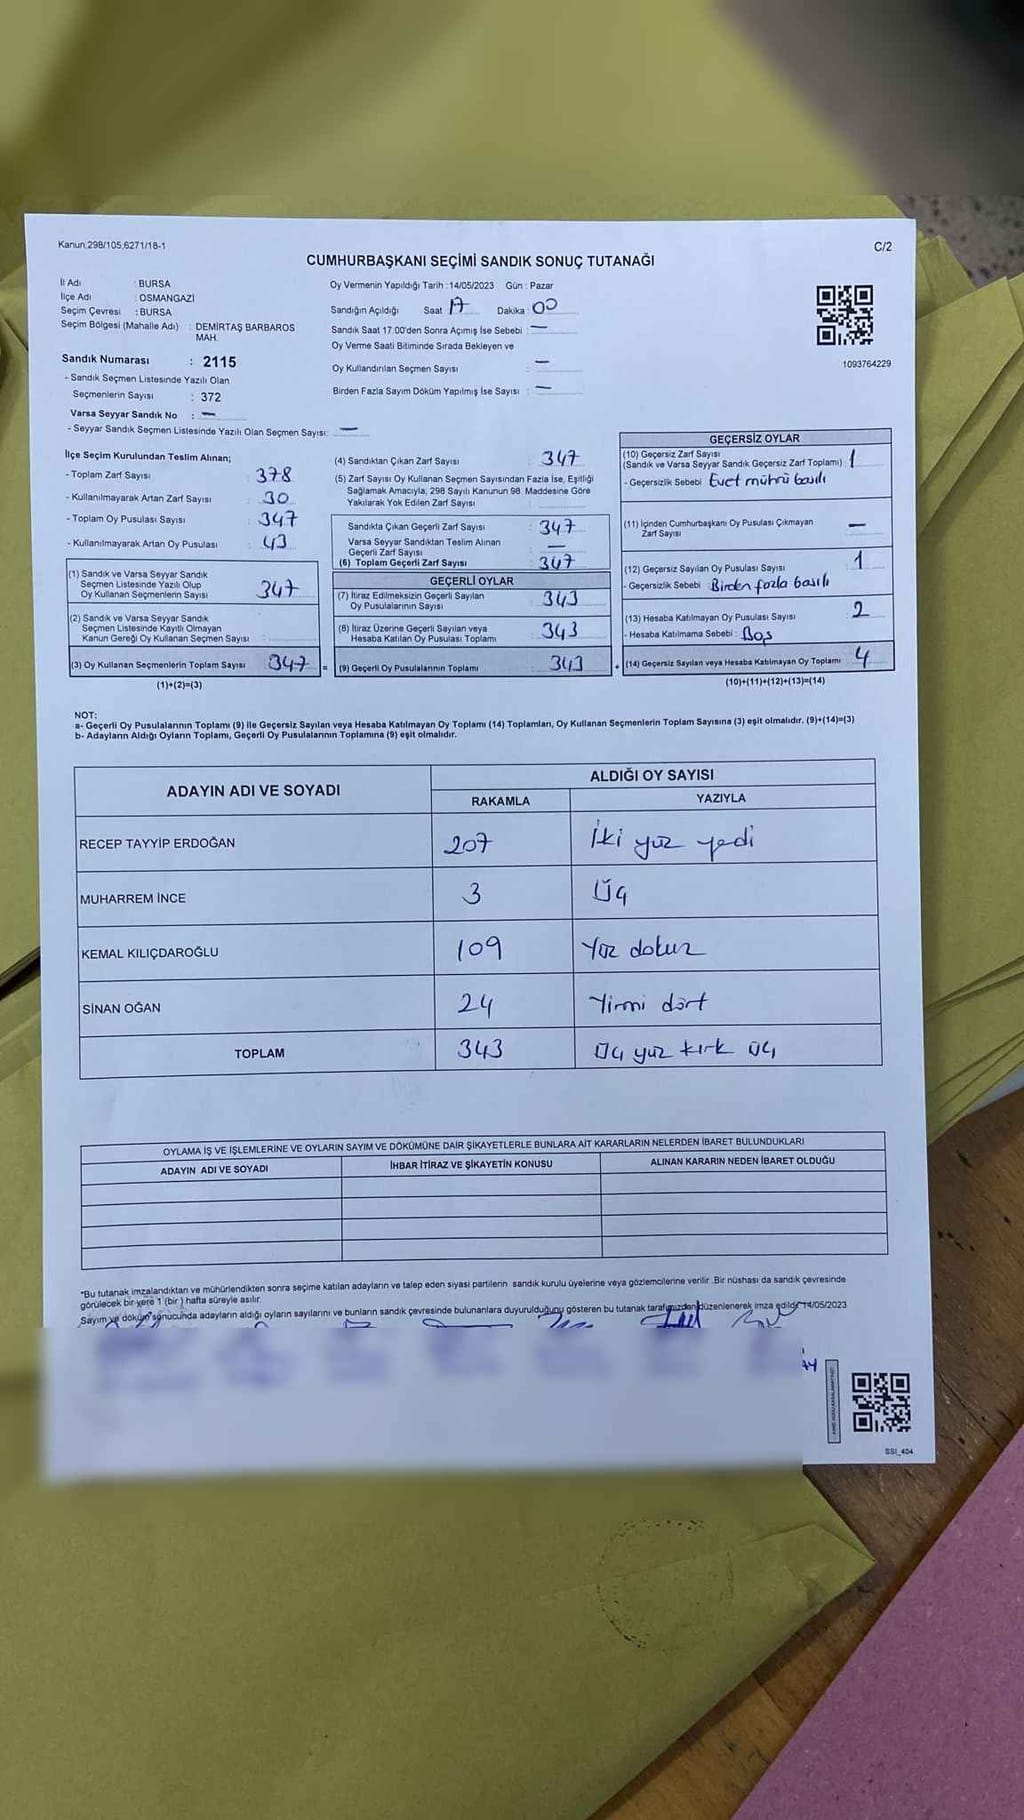 Kanun;298/105,6271/18-1
C/2
CUMHURBAŞKANI SEÇİMİ SANDIK SONUÇ TUTANAĞI
İl Adı : BURSA
İlçe Adı : OSMANGAZİ
Seçim Çevresi : BURSA
Seçim Bölgesi (Mahalle Adı) : DEMİRTAŞ BARBAROS
MAH.
Sandık Numarası : 2115
- Sandık Seçmen Listesinde Yazılı Olan
Seçmenlerin Sayısı : 372
Varsa Seyyar Sandık No : —
- Seyyar Sandık Seçmen Listesinde Yazılı Olan Seçmen Sayısı: —
Oy Vermenin Yapıldığı Tarih : 14/05/2023 Gün : Pazar
Sandığın Açıldığı Saat 17 Dakika : 00
Sandık Saat 17:00'den Sonra Açımış İse Sebebi : —
Oy Verme Saati Bitiminde Sırada Bekleyen ve
Oy Kullandırılan Seçmen Sayısı : —
Birden Fazla Sayım Döküm Yapılmış İse Sayısı : —
1093764229
İlçe Seçim Kurulundan Teslim Alınan;
- Toplam Zarf Sayısı : 378
- Kullanılmayarak Artan Zarf Sayısı : 30
- Toplam Oy Pusulası Sayısı : 347
- Kullanılmayarak Artan Oy Pusulası : 43
(1) Sandık ve Varsa Seyyar Sandık
Seçmen Listesinde Yazılı Olup
Oy Kullanan Seçmenlerin Sayısı : 347
(2) Sandık ve Varsa Seyyar Sandık
Seçmen Listesinde Kayıtlı Olmayan
Kanun Gereği Oy Kullanan Seçmen Sayısı :
(3) Oy Kullanan Seçmenlerin Toplam Sayısı : 347 =
(1)+(2)=(3)
(4) Sandıktan Çıkan Zarf Sayısı : 347
(5) Zarf Sayısı Oy Kullanan Seçmen Sayısından Fazla İse, Eşitliği
Sağlamak Amacıyla; 298 Sayılı Kanunun 98. Maddesine Göre
Yakılarak Yok Edilen Zarf Sayısı :
Sandıkta Çıkan Geçerli Zarf Sayısı : 347
Varsa Seyyar Sandıktan Teslim Alınan
Geçerli Zarf Sayısı : —
(6) Toplam Geçerli Zarf Sayısı : 347
GEÇERLİ OYLAR
(7) İtiraz Edilmeksizin Geçerli Sayılan
Oy Pusulalarının Sayısı : 343
(8) İtiraz Üzerine Geçerli Sayılan veya
Hesaba Katılan Oy Pusulası Toplamı : 343
(9) Geçerli Oy Pusulalarının Toplamı : 343 +
GEÇERSİZ OYLAR
(10) Geçersiz Zarf Sayısı
(Sandık ve Varsa Seyyar Sandık Geçersiz Zarf Toplamı) 1
- Geçersizlik Sebebi : Evet mührü basılı
(11) İçinden Cumhurbaşkanı Oy Pusulası Çıkmayan
Zarf Sayısı : —
(12) Geçersiz Sayılan Oy Pusulası Sayısı : 1
- Geçersizlik Sebebi : Birden fazla basılı
(13) Hesaba Katılmayan Oy Pusulası Sayısı : 2
- Hesaba Katılmama Sebebi : Boş
(14) Geçersiz Sayılan veya Hesaba Katılmayan Oy Toplamı : 4
(10)+(11)+(12)+(13)=(14)
NOT:
a- Geçerli Oy Pusulalarının Toplamı (9) ile Geçersiz Sayılan veya Hesaba Katılmayan Oy Toplamı (14) Toplamları, Oy Kullanan Seçmenlerin Toplam Sayısına (3) eşit olmalıdır. (9)+(14)=(3)
b- Adayların Aldığı Oyların Toplamı, Geçerli Oy Pusulalarının Toplamına (9) eşit olmalıdır.
ADAYIN ADI VE SOYADI
ALDIĞI OY SAYISI
RAKAMLA YAZIYLA
RECEP TAYYİP ERDOĞAN 207 İki yüz yedi
MUHARREM İNCE 3 Üç
KEMAL KILIÇDAROĞLU 109 Yüz dokuz
SİNAN OĞAN 24 Yirmi dört
TOPLAM 343 Üç yüz kırk üç
OYLAMA İŞ VE İŞLEMLERİNE VE OYLARIN SAYIM VE DÖKÜMÜNE DAİR ŞİKAYETLERLE BUNLARA AİT KARARLARIN NELERDEN İBARET BULUNDUKLARI
ADAYIN ADI VE SOYADI İHBAR İTİRAZ VE ŞİKAYETİN KONUSU ALINAN KARARIN NEDEN İBARET OLDUĞU
*Bu tutanak imzalandıktan ve mühürlendikten sonra seçime katılan adayların ve talep eden siyasi partilerin sandık kurulu üyelerine veya gözlemcilerine verilir. Bir nüshası da sandık çevresinde
görülecek bir yere 1 (bir ) hafta süreyle asılır.
Sayım ve döküm sonucunda adayların aldığı oyların sayılarını ve bunların sandık çevresinde bulunanlara duyurulduğunu gösteren bu tutanak tarafımızdan düzenlenerek imza edildi. 14/05/2023
AY
SSI_404